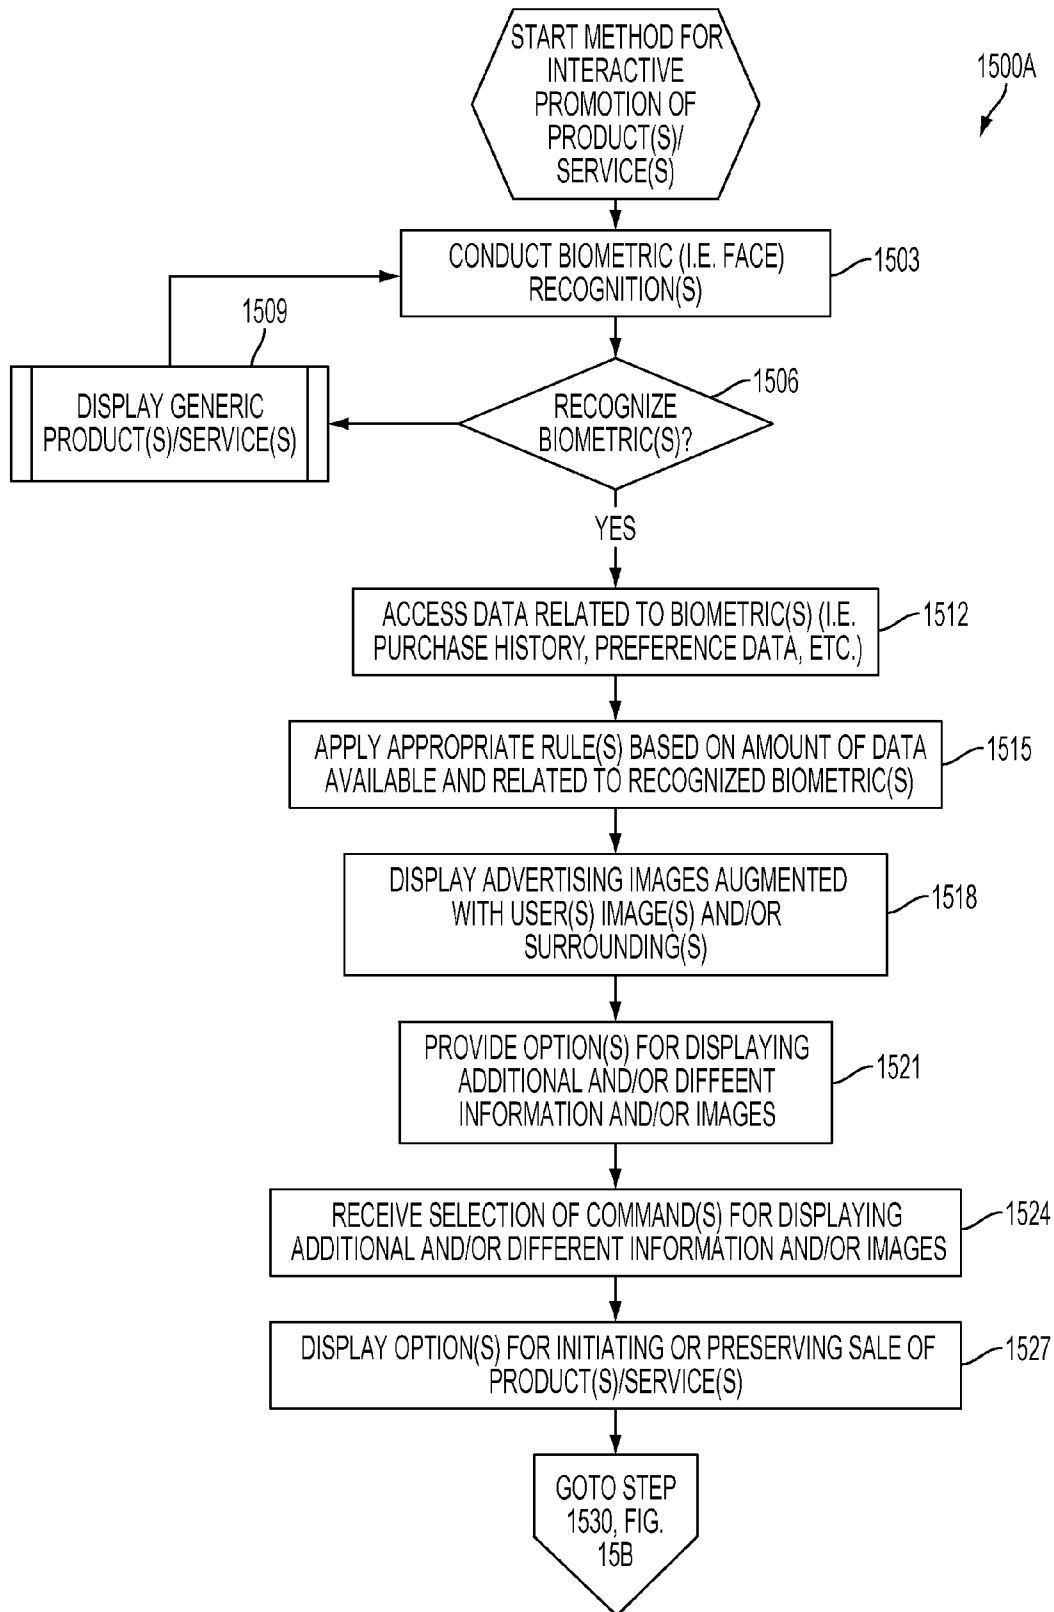 START METHOD FOR
INTERACTIVE
PROMOTION OF
PRODUCT(S)/
SERVICE(S)
1500A
CONDUCT BIOMETRIC (I.E. FACE)
RECOGNITION(S)
1503
1509
DISPLAY GENERIC
PRODUCT(S)/SERVICE(S)
RECOGNIZE
BIOMETRIC(S)?
1506
YES
ACCESS DATA RELATED TO BIOMETRIC(S) (I.E.
PURCHASE HISTORY, PREFERENCE DATA, ETC.)
1512
APPLY APPROPRIATE RULE(S) BASED ON AMOUNT OF DATA
AVAILABLE AND RELATED TO RECOGNIZED BIOMETRIC(S)
1515
DISPLAY ADVERTISING IMAGES AUGMENTED
WITH USER(S) IMAGE(S) AND/OR
SURROUNDING(S)
1518
PROVIDE OPTION(S) FOR DISPLAYING
ADDITIONAL AND/OR DIFFEENT
INFORMATION AND/OR IMAGES
1521
RECEIVE SELECTION OF COMMAND(S) FOR DISPLAYING
ADDITIONAL AND/OR DIFFERENT INFORMATION AND/OR IMAGES
1524
DISPLAY OPTION(S) FOR INITIATING OR PRESERVING SALE OF
PRODUCT(S)/SERVICE(S)
1527
GOTO STEP
1530, FIG.
15B